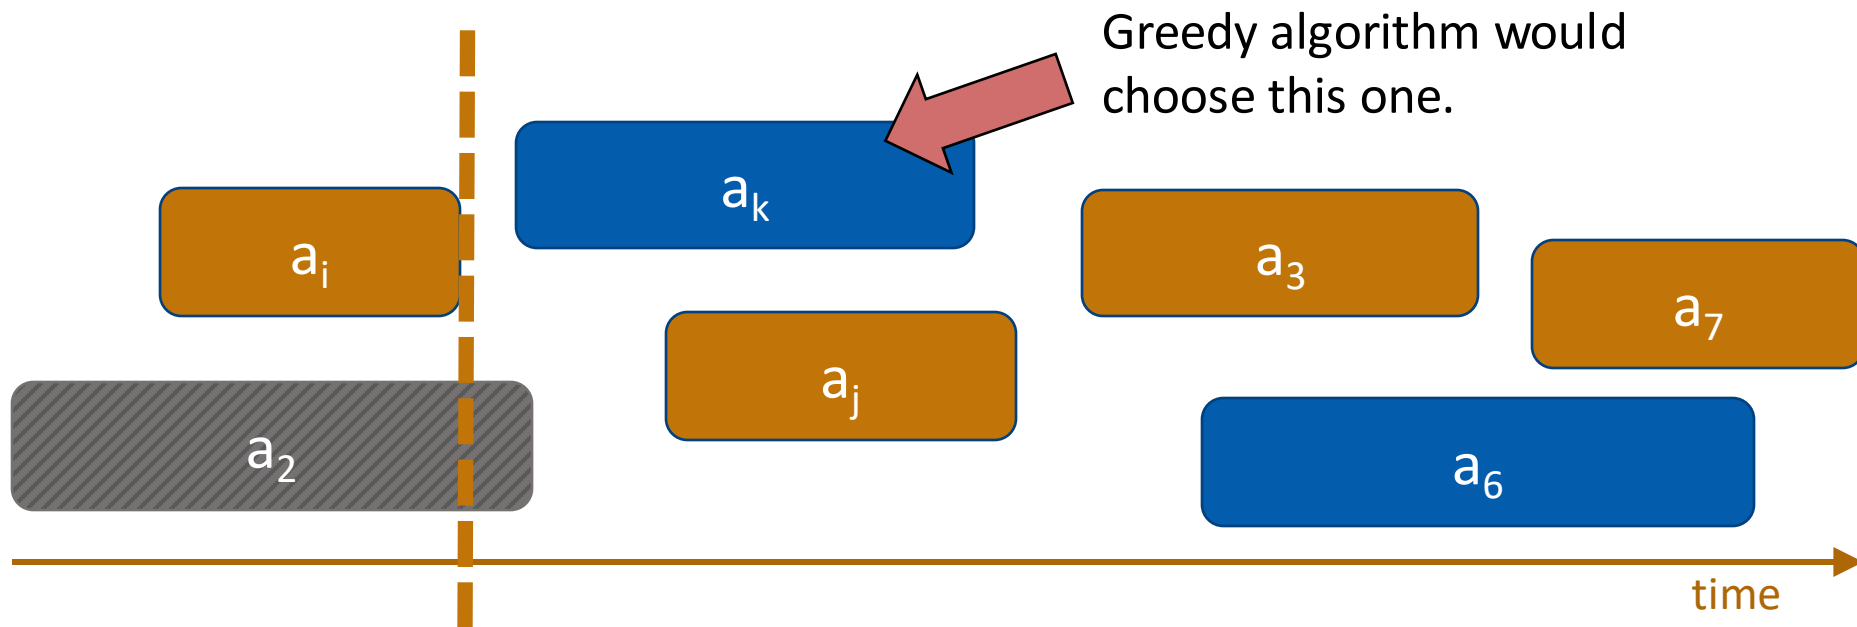 Greedy algorithm would
choose this one.
aₖ
aᵢ
a₃
a₇
aⱼ
a₂
a₆
time